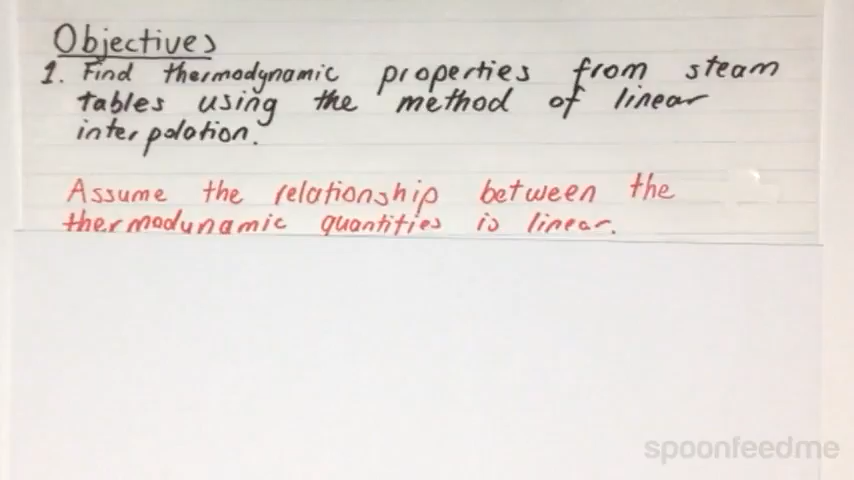 Objectives
1. Find thermodynamic properties from steam
tables using the method of linear
interpolation.
Assume the relationship between the
thermodunamic quantities is linear.
spoonfeedme